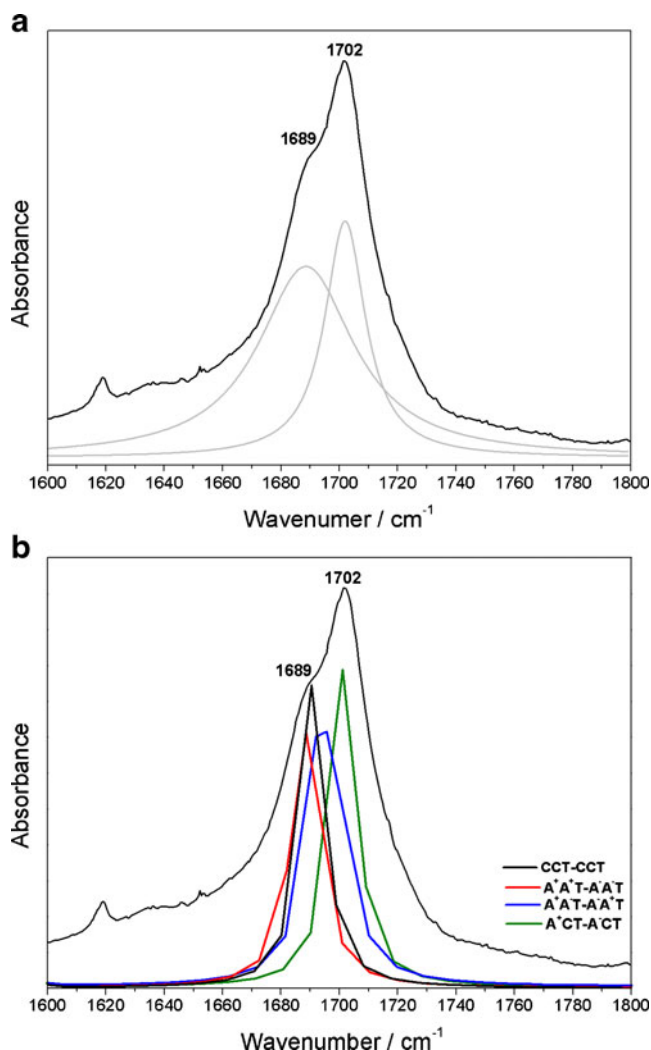 a
1702
1689
Absorbance
1600 1620 1640 1660 1680 1700 1720 1740 1760 1780 1800
Wavenumer / cm⁻¹
b
1702
1689
Absorbance
CCT-CCT
A⁺A⁺T-A⁻A⁻T
A⁺A⁻T-A⁻A⁺T
A⁺CT-A⁻CT
1600 1620 1640 1660 1680 1700 1720 1740 1760 1780 1800
Wavenumber / cm⁻¹